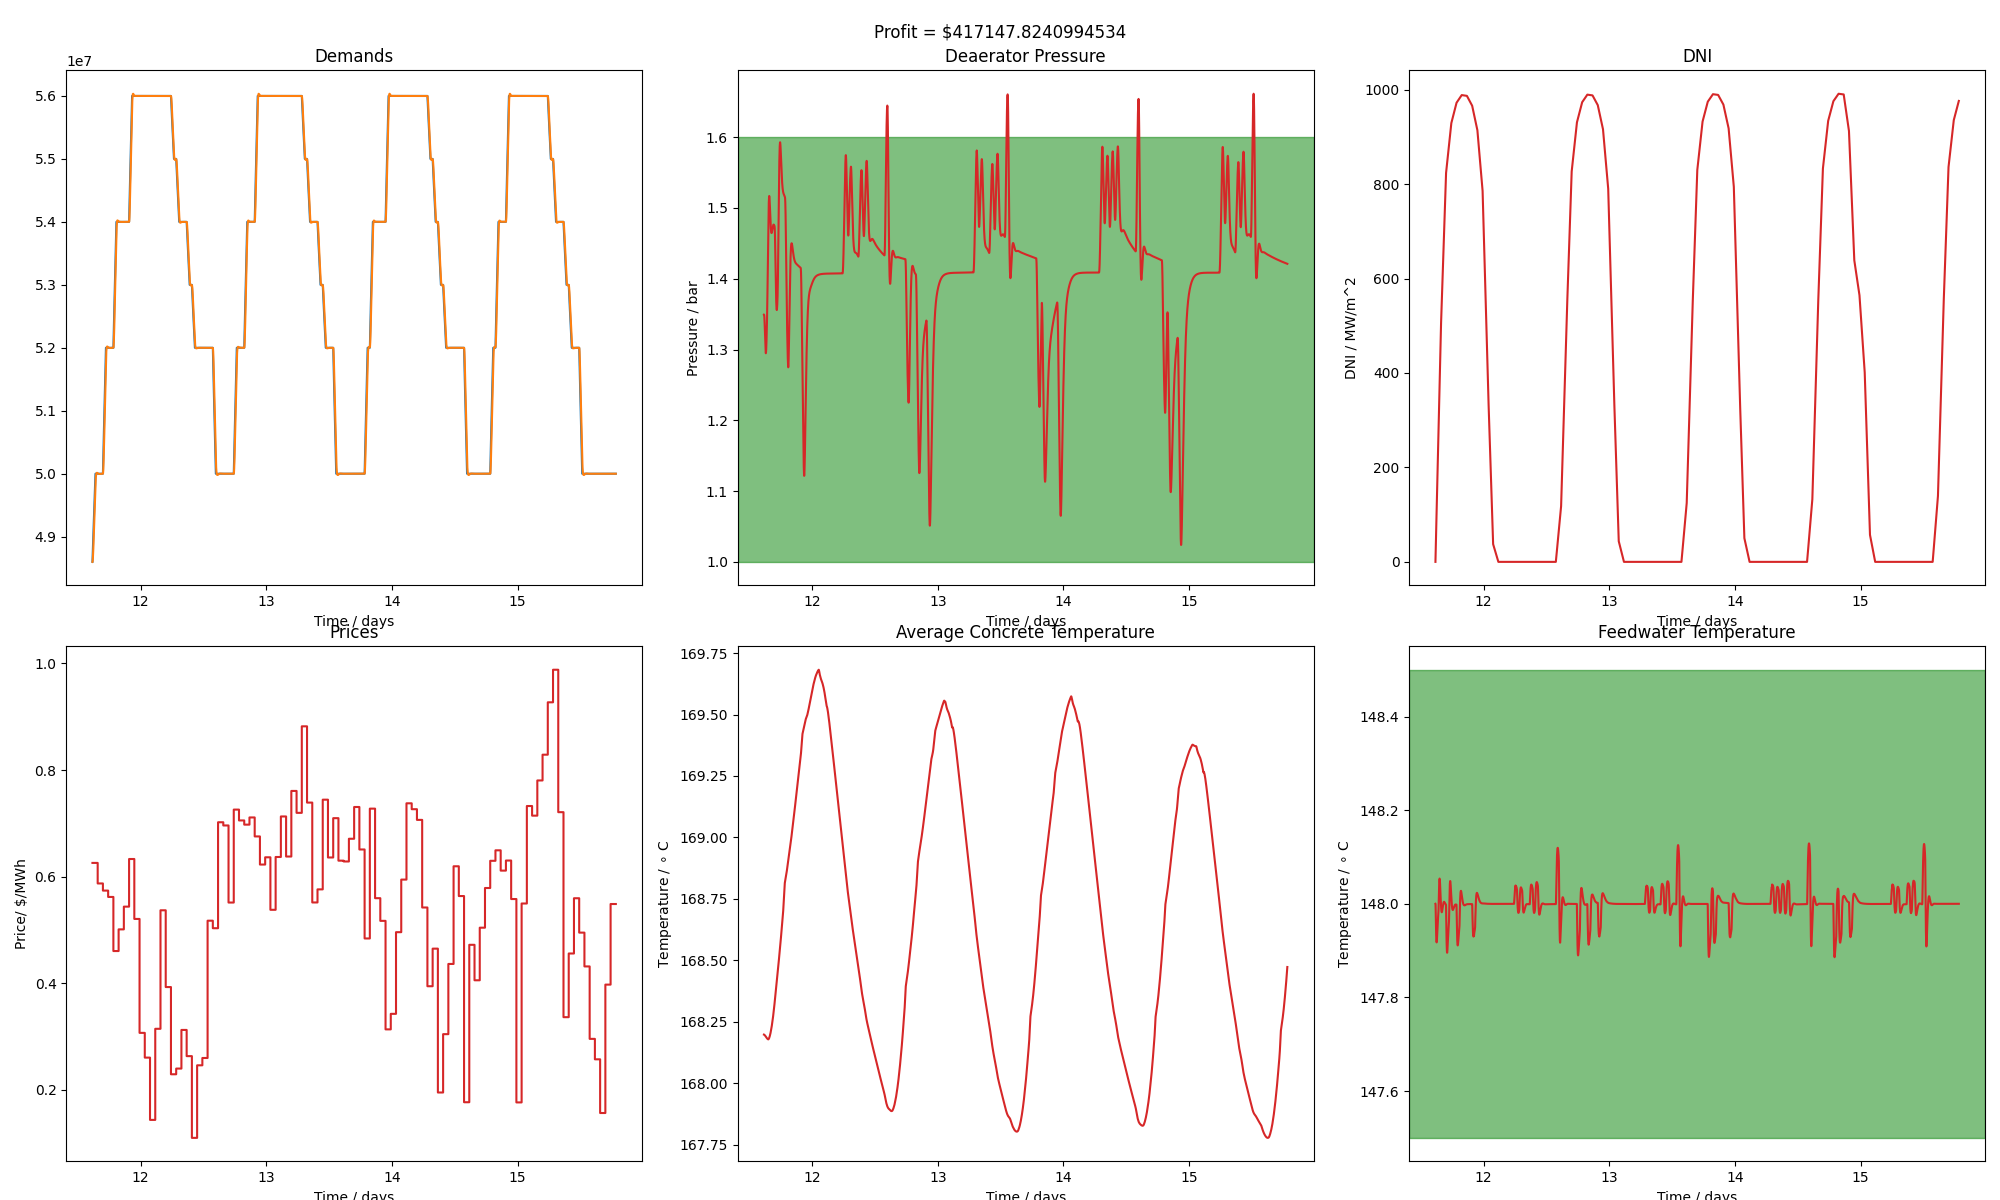 Profit = $417147.8240994534
Demands
1e7
5.6
5.5
5.4
5.3
5.2
5.1
5.0
4.9
12 13 14 15
Time / days
Deaerator Pressure
Pressure / bar
1.6
1.5
1.4
1.3
1.2
1.1
1.0
12 13 14 15
Time / days
DNI
DNI / MW/m^2
1000
800
600
400
200
0
12 13 14 15
Time / days
Prices
Price/ $/MWh
1.0
0.8
0.6
0.4
0.2
12 13 14 15
Time / days
Average Concrete Temperature
Temperature / ∘ C
169.75
169.50
169.25
169.00
168.75
168.50
168.25
168.00
167.75
12 13 14 15
Time / days
Feedwater Temperature
Temperature / ∘ C
148.4
148.2
148.0
147.8
147.6
12 13 14 15
Time / days